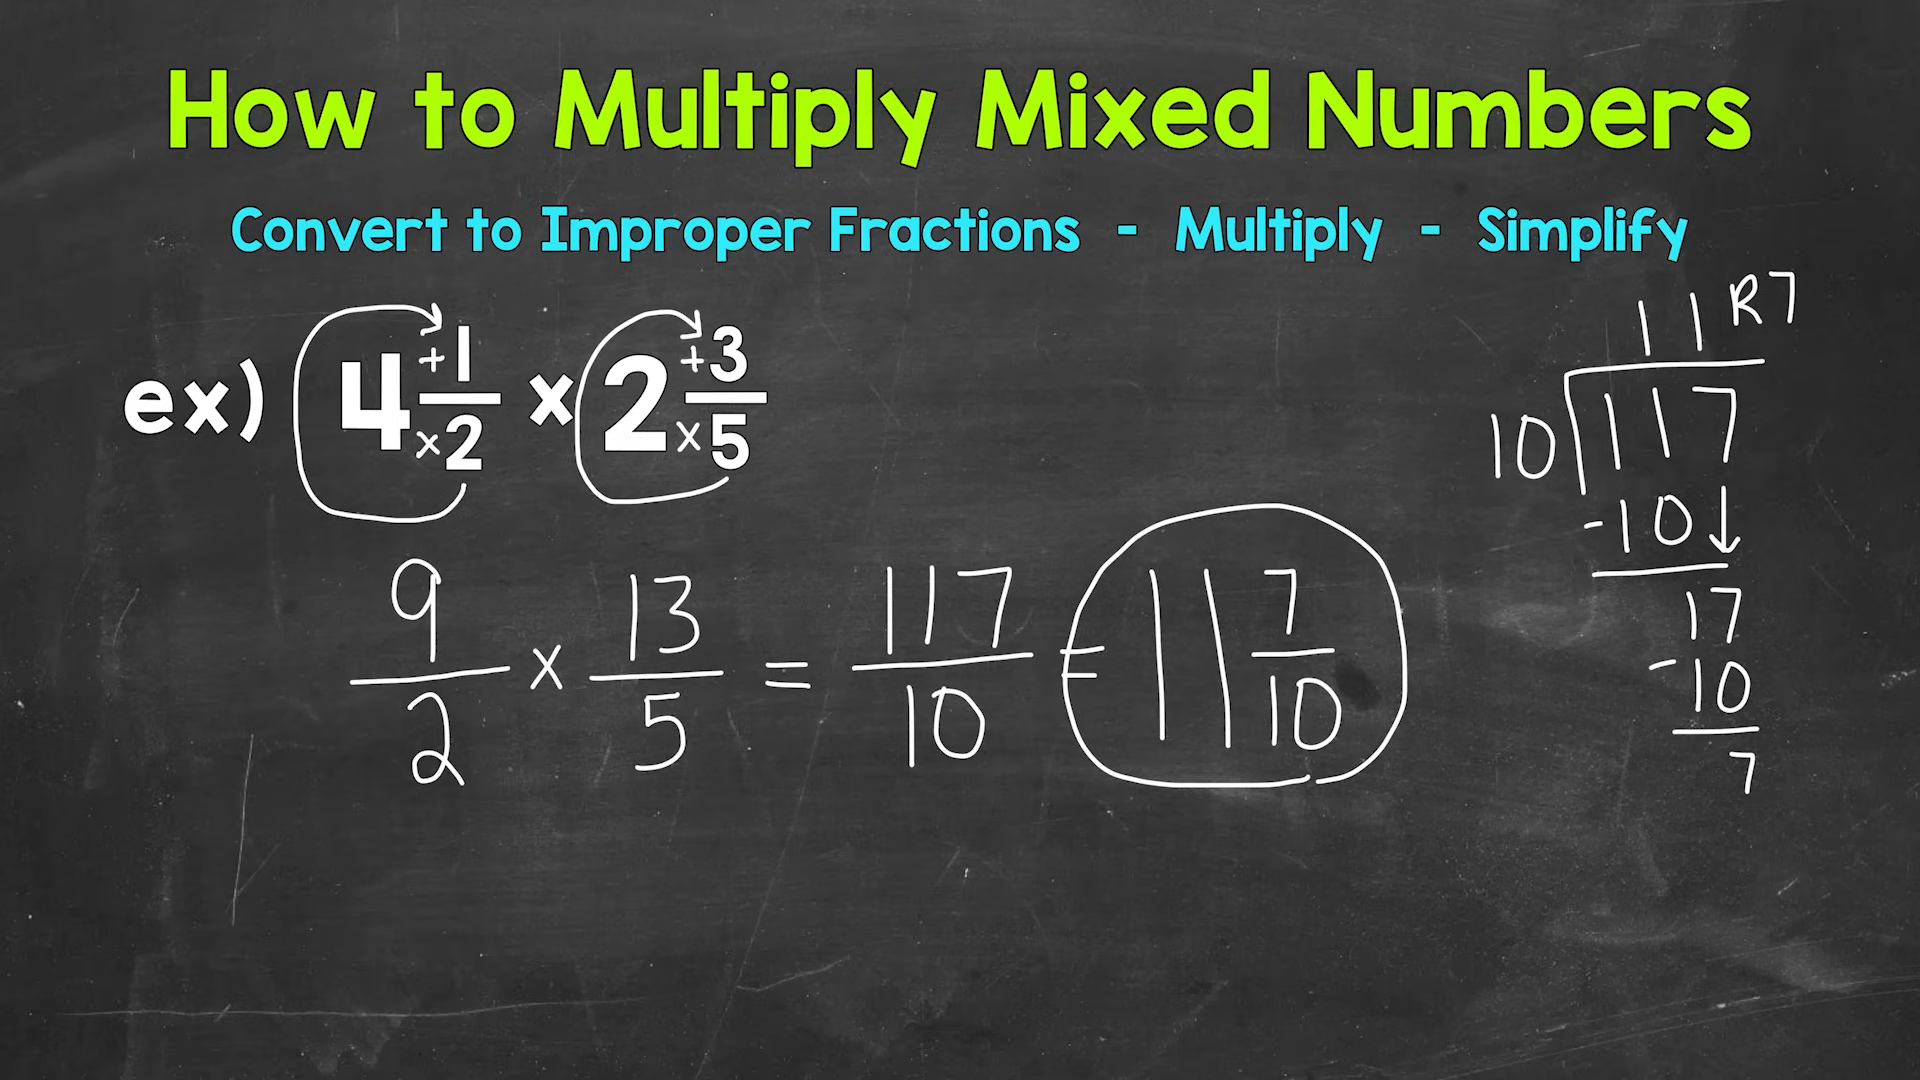 How to Multiply Mixed Numbers
Convert to Improper Fractions - Multiply - Simplify
ex) 4 +1/×2 × 2 +3/×5
9/2 × 13/5 = 117/10 = 11 7/10
11 R7
10 117
-10
17
-10
7